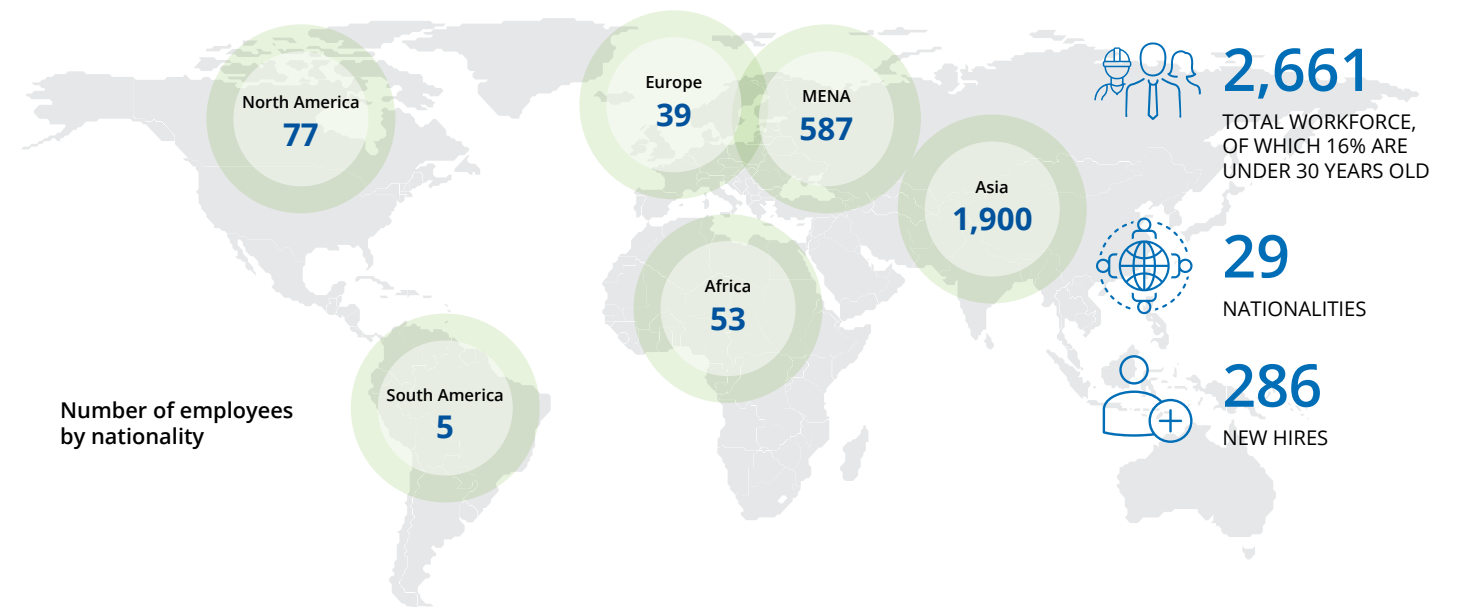 North America
77
Europe
39
MENA
587
Asia
1,900
Africa
53
South America
5
Number of employees
by nationality
2,661
TOTAL WORKFORCE,
OF WHICH 16% ARE
UNDER 30 YEARS OLD
29
NATIONALITIES
286
NEW HIRES